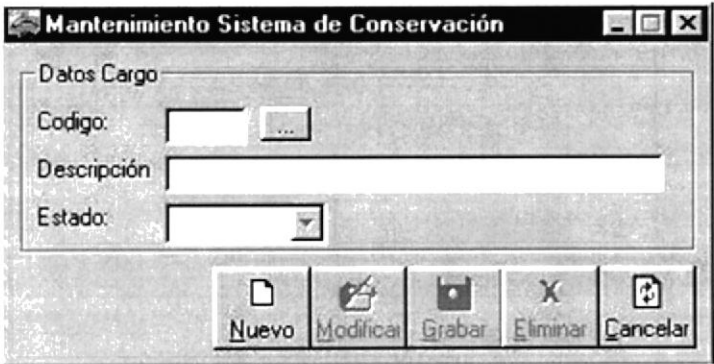 Mantenimiento Sistema de Conservación
Datos Cargo
Codigo:
...
Descripción
Estado:
Nuevo Modificar Grabar Eliminar Cancelar